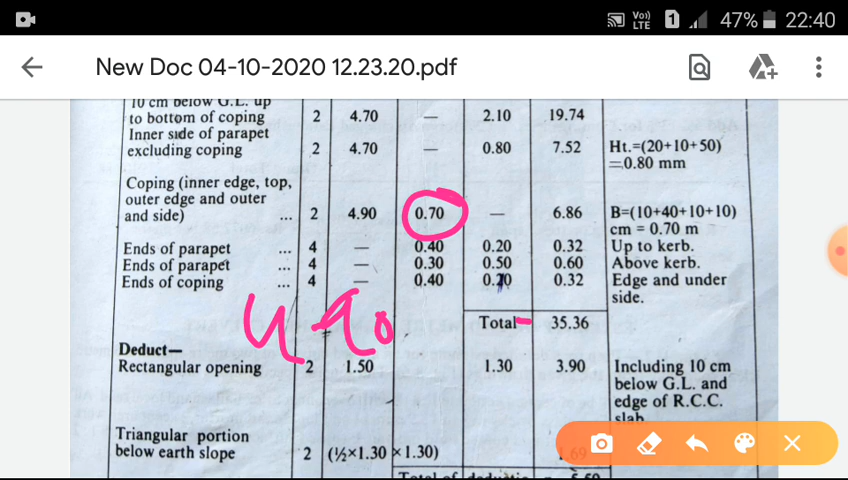 Vo)) LTE 1 47% 22:40
New Doc 04-10-2020 12.23.20.pdf
10 cm below G.L. up
to bottom of coping 2 4.70 — 2.10 19.74
Inner side of parapet
excluding coping 2 4.70 — 0.80 7.52 Ht.=(20+10+50)
=0.80 mm
Coping (inner edge, top,
outer edge and outer
and side) ... 2 4.90 0.70 — 6.86 B=(10+40+10+10)
cm = 0.70 m
Ends of parapet ... 4 — 0.40 0.20 0.32 Up to kerb.
Ends of parapet ... 4 — 0.30 0.50 0.60 Above kerb.
Ends of coping ... 4 — 0.40 0.32 Edge and under
side.
4.90
Total 35.36
Deduct—
Rectangular opening 2 1.50 1.30 3.90 Including 10 cm
below G.L. and
edge of R.C.C.
slab
Triangular portion
below earth slope 2 (½×1.30 ×1.30) 1.69
Total of deduction